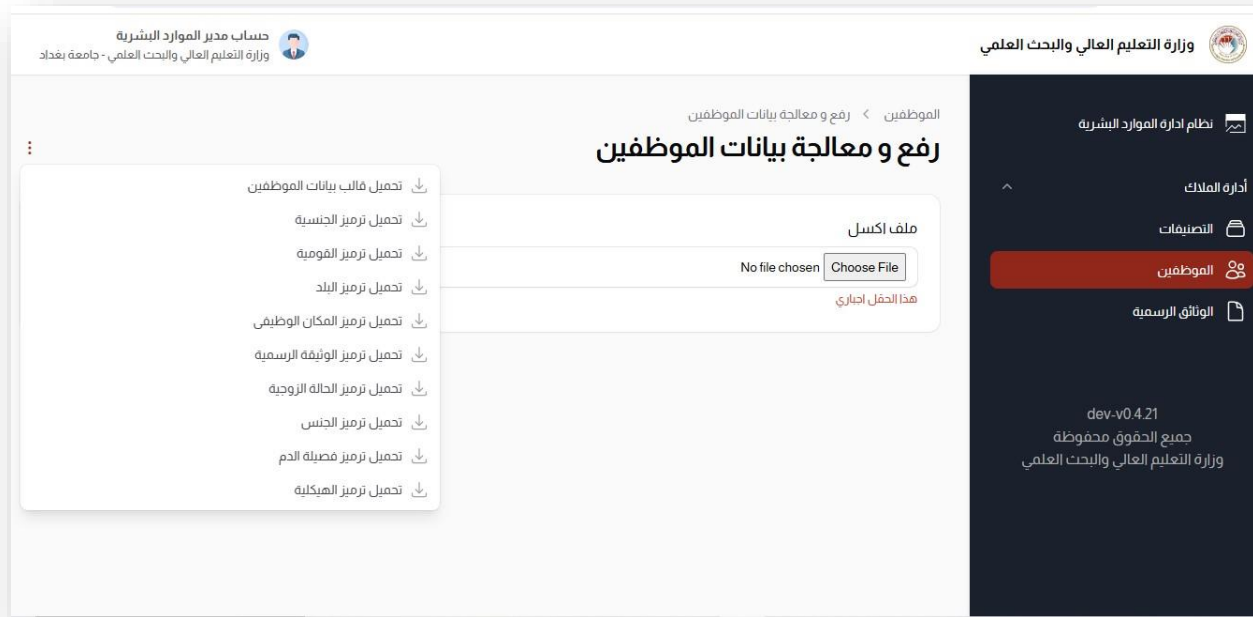 وزارة التعليم العالي والبحث العلمي
حساب مدير الموارد البشرية
وزارة التعليم العالي والبحث العلمي - جامعة بغداد
نظام ادارة الموارد البشرية
أدارة الملاك
التصنيفات
الموظفين
الوثائق الرسمية
dev-v0.4.21
جميع الحقوق محفوظة
وزارة التعليم العالي والبحث العلمي
الموظفين > رفع و معالجة بيانات الموظفين
رفع و معالجة بيانات الموظفين
ملف اكسل
Choose File No file chosen
هذا الحقل اجباري
تحميل قالب بيانات الموظفين
تحميل ترميز الجنسية
تحميل ترميز القومية
تحميل ترميز البلد
تحميل ترميز المكان الوظيفي
تحميل ترميز الوثيقة الرسمية
تحميل ترميز الحالة الزوجية
تحميل ترميز الجنس
تحميل ترميز فصيلة الدم
تحميل ترميز الهيكلية